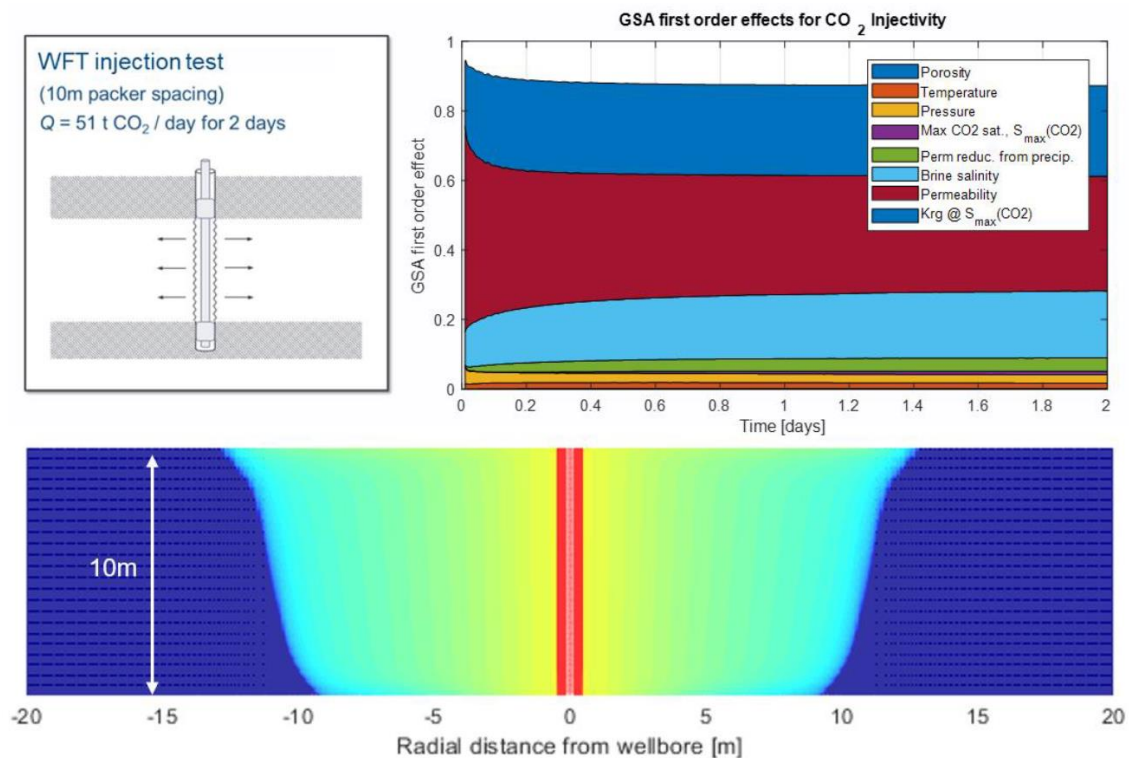 WFT injection test
(10m packer spacing)
Q = 51 t CO2 / day for 2 days
GSA first order effects for CO 2 Injectivity
GSA first order effect
1
0.8
0.6
0.4
0.2
0
Porosity
Temperature
Pressure
Max CO2 sat., Smax(CO2)
Perm reduc. from precip.
Brine salinity
Permeability
Krg @ Smax(CO2)
0 0.2 0.4 0.6 0.8 1 1.2 1.4 1.6 1.8 2
Time [days]
10m
-20 -15 -10 -5 0 5 10 15 20
Radial distance from wellbore [m]